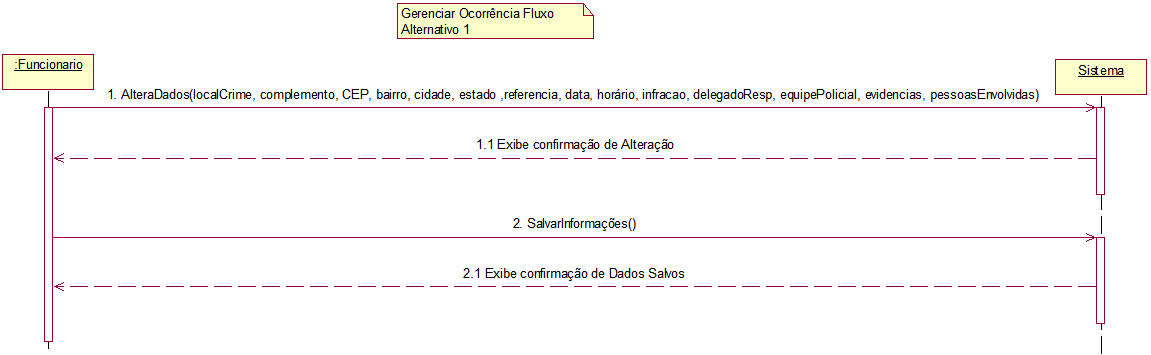 Gerenciar Ocorrência Fluxo
Alternativo 1
:Funcionario
Sistema
1. AlteraDados(localCrime, complemento, CEP, bairro, cidade, estado ,referencia, data, horário, infracao, delegadoResp, equipePolicial, evidencias, pessoasEnvolvidas)
1.1 Exibe confirmação de Alteração
2. SalvarInformações()
2.1 Exibe confirmação de Dados Salvos